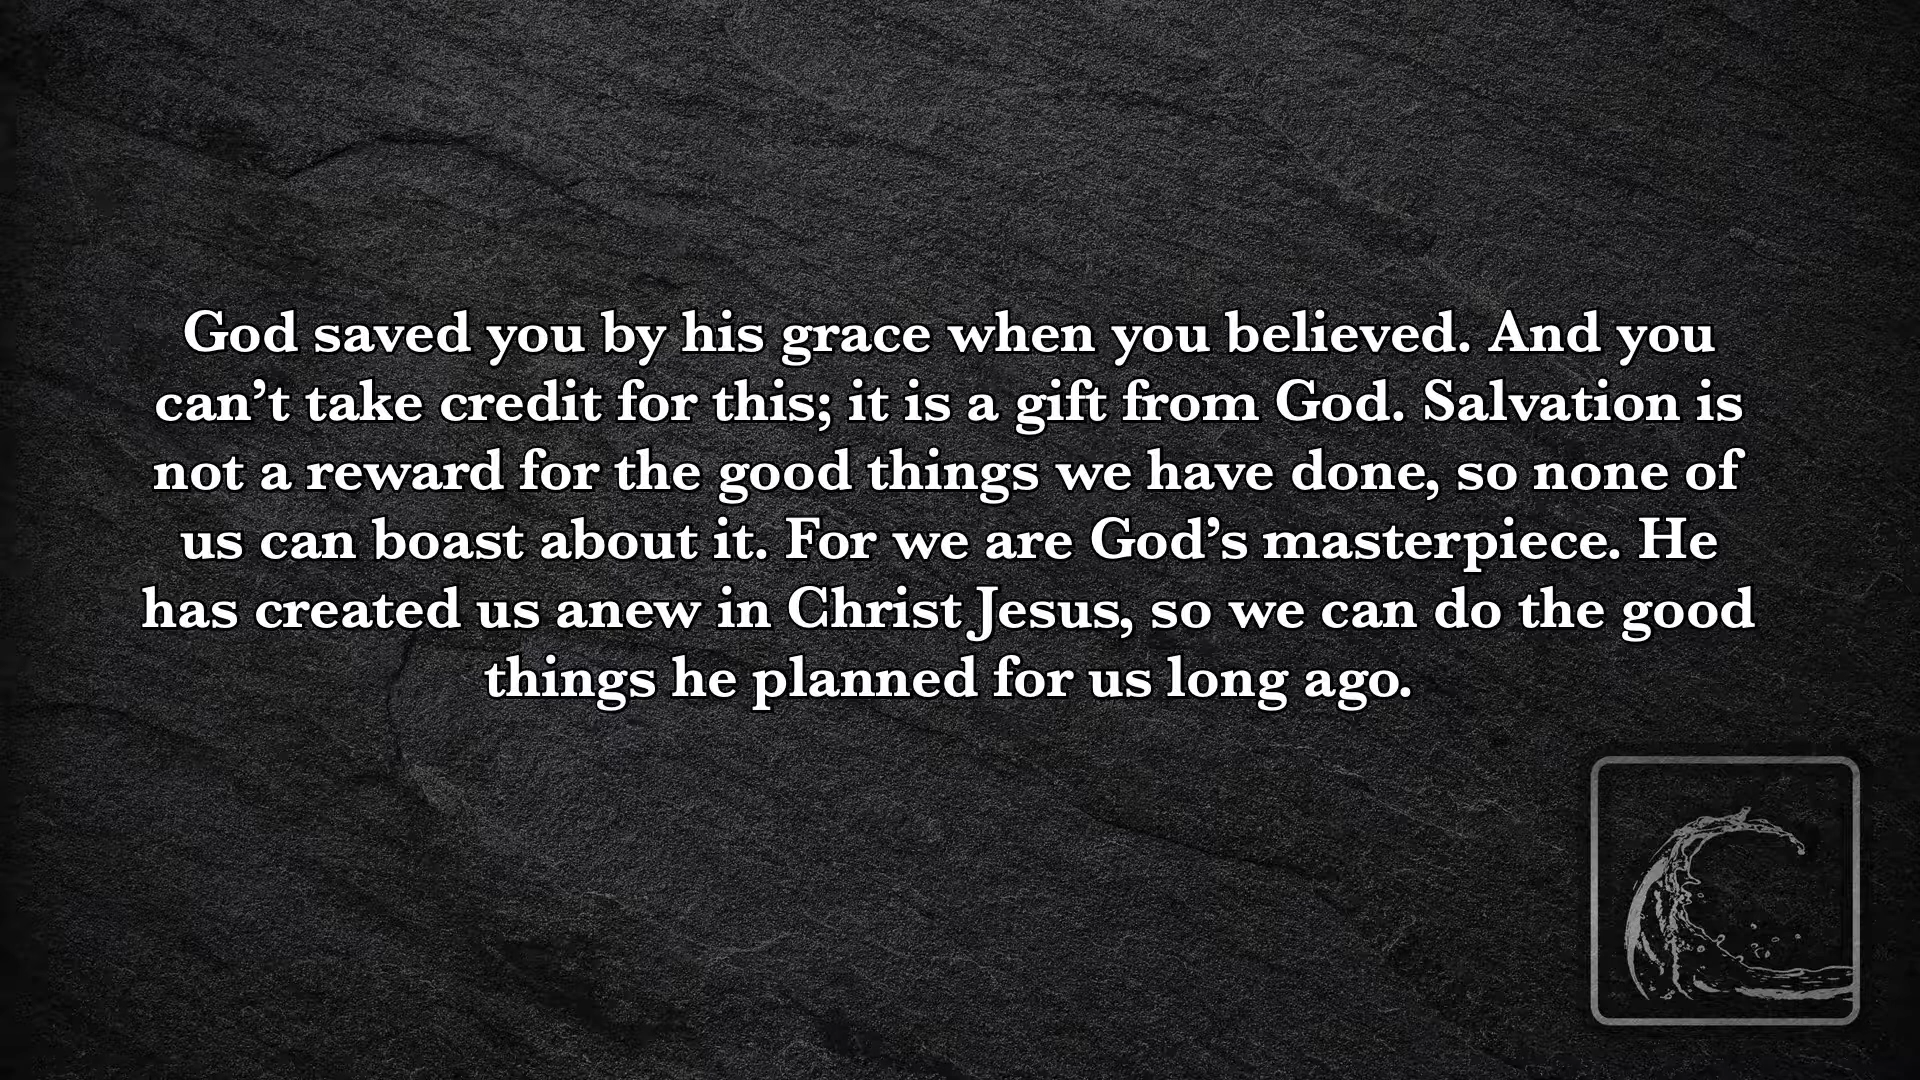 God saved you by his grace when you believed. And you
can’t take credit for this; it is a gift from God. Salvation is
not a reward for the good things we have done, so none of
us can boast about it. For we are God’s masterpiece. He
has created us anew in Christ Jesus, so we can do the good
things he planned for us long ago.